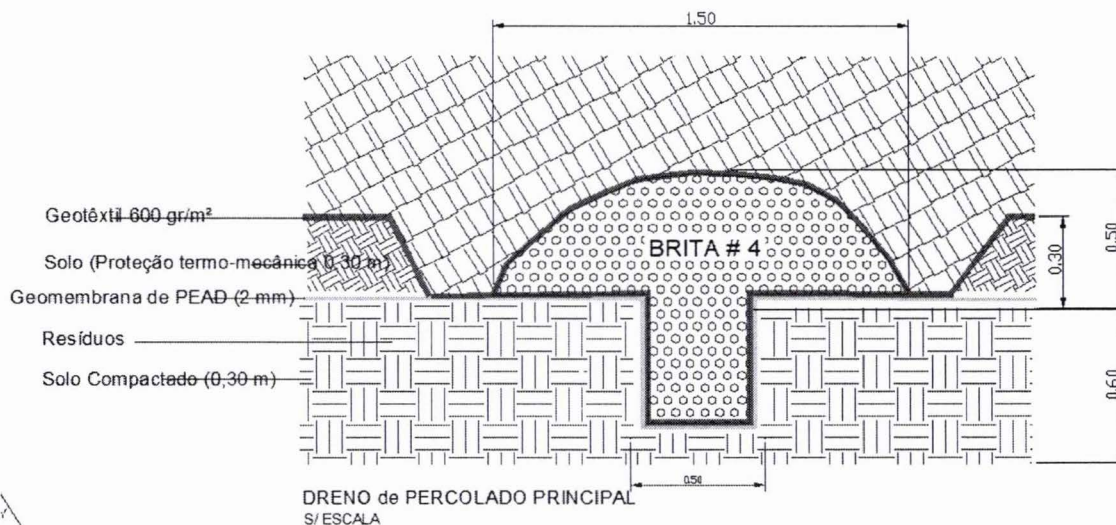 1.50
Geotêxtil 600 gr/m²
Solo (Proteção termo-mecânica 0,30 m)
Geomembrana de PEAD (2 mm)
Resíduos
Solo Compactado (0,30 m)
BRITA # 4
0.30
0.50
0.60
0.50
DRENO de PERCOLADO PRINCIPAL
S/ ESCALA